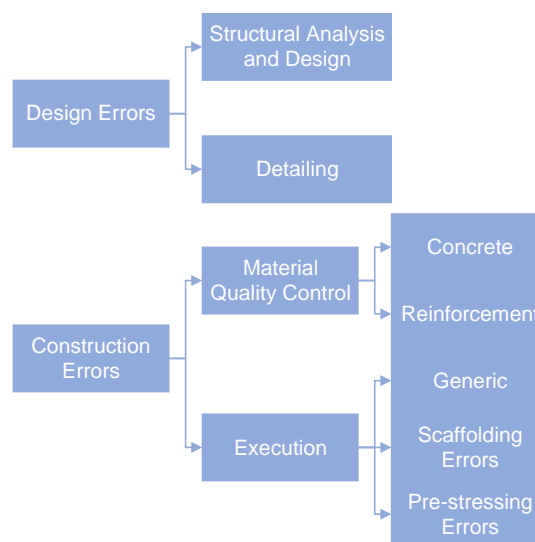 Structural Analysis
and Design
Design Errors
Detailing
Concrete
Material
Quality Control
Reinforcement
Construction
Errors
Generic
Execution
Scaffolding
Errors
Pre-stressing
Errors